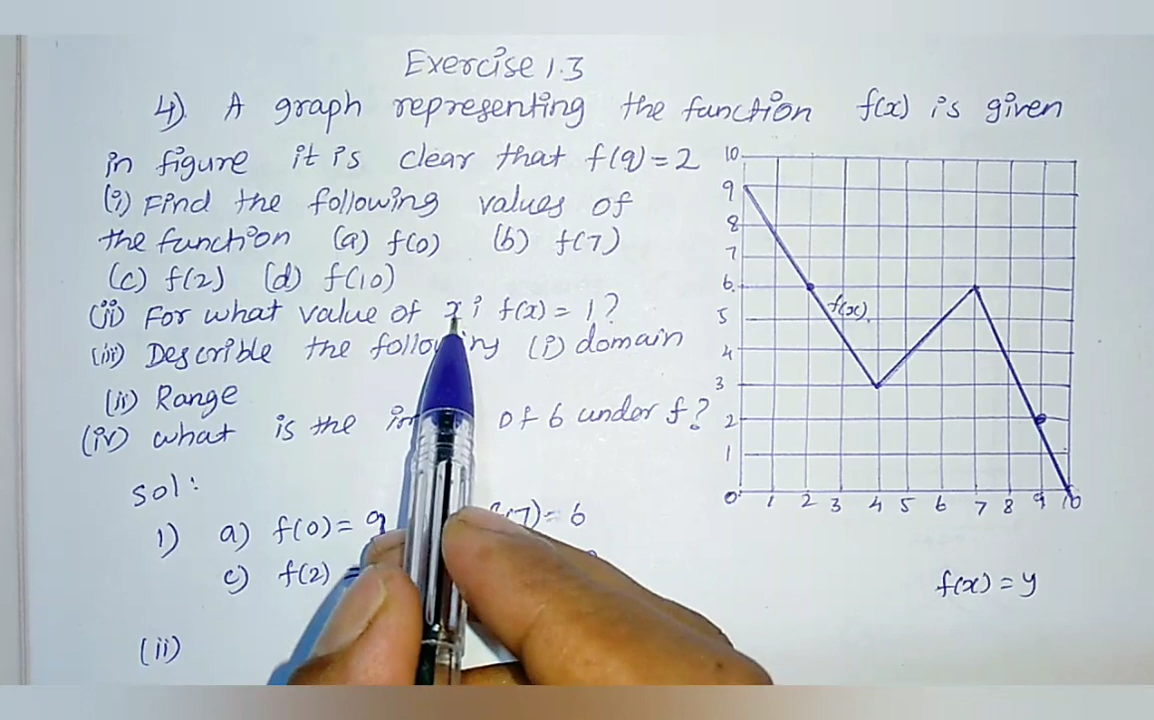 Exercise 1.3
4). A graph representing the function f(x) is given
in figure it is clear that f(9) = 2
(i) Find the following values of
the function (a) f(0) (b) f(7)
(c) f(2) (d) f(10)
(ii) For what value of x; f(x) = 1?
(iii) Describle the following (i) domain
(ii) Range
(iv) what is the of 6 under f?
sol:
1) a) f(0) = 9 f(7) = 6
c) f(2) =
(ii)
10
9
8
7
6
5
4
3
2
1
0 1 2 3 4 5 6 7 8 9 10
f(x).
f(x) = y